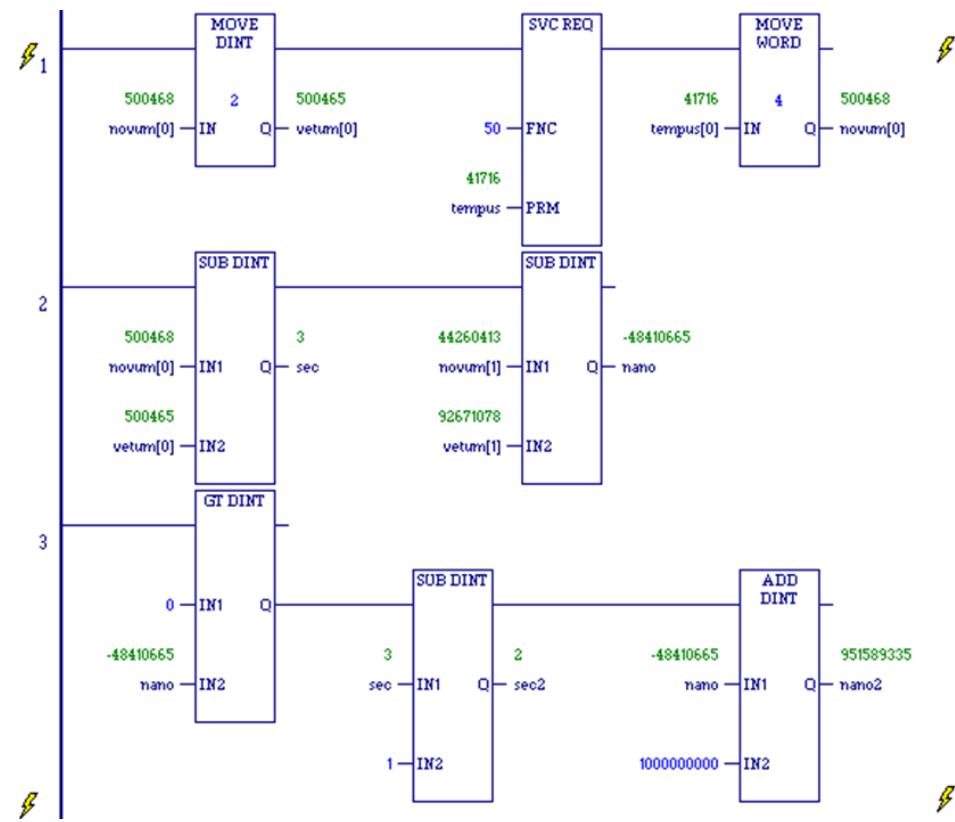 MOVE DINT
SVC REQ
MOVE WORD
1
500468
2
500465
41716
4
500468
novum[0]
IN
Q
vetum[0]
50
FNC
tempus[0]
IN
Q
novum[0]
41716
tempus
PRM
SUB DINT
SUB DINT
2
500468
3
44260413
-48410665
novum[0]
IN1
Q
sec
novum[1]
IN1
Q
nano
500465
92671078
vetum[0]
IN2
vetum[1]
IN2
GT DINT
3
SUB DINT
ADD DINT
0
IN1
Q
-48410665
3
2
-48410665
951589335
nano
IN2
sec
IN1
Q
sec2
nano
IN1
Q
nano2
1
IN2
1000000000
IN2